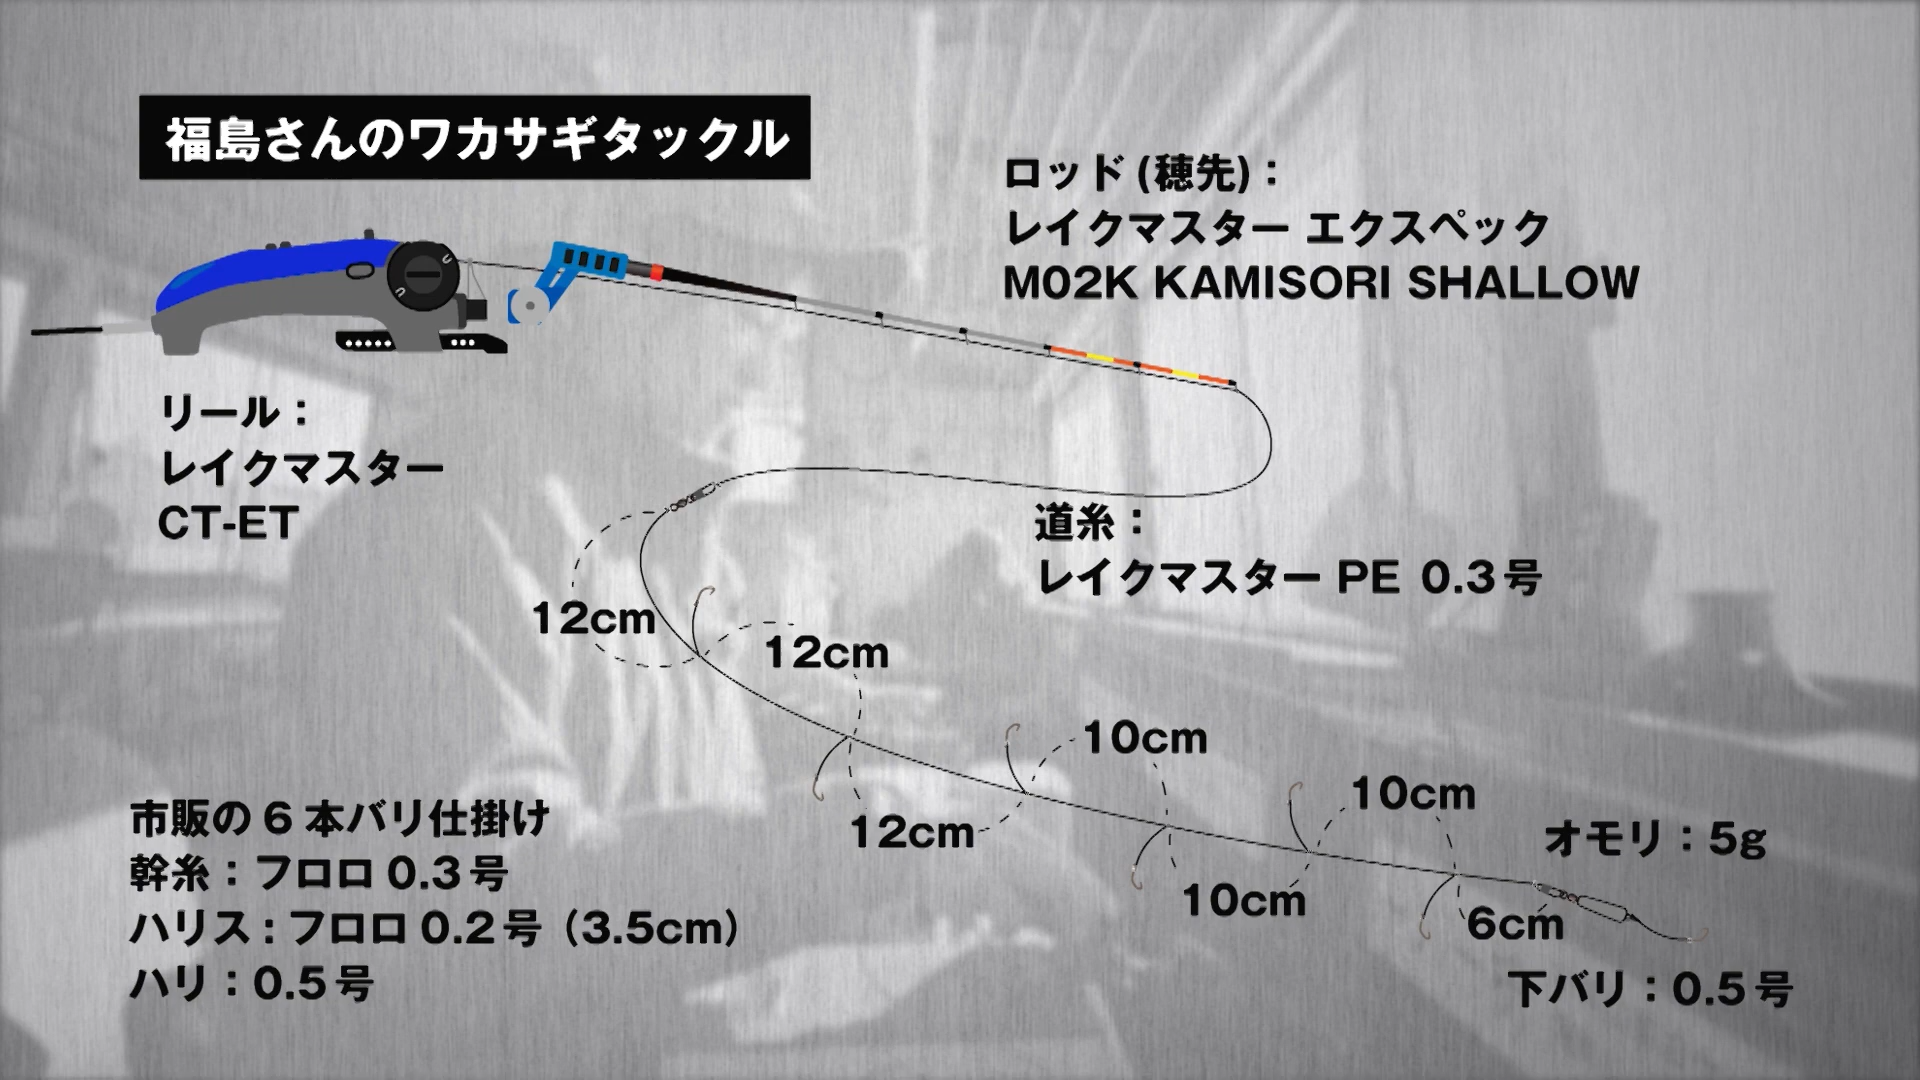 福島さんのワカサギタックル
ロッド(穂先)：
レイクマスター エクスペック
M02K KAMISORI SHALLOW
リール：
レイクマスター
CT-ET
道糸：
レイクマスター PE 0.3号
12cm
12cm
12cm
10cm
10cm
10cm
6cm
オモリ：5g
下バリ：0.5号
市販の6本バリ仕掛け
幹糸：フロロ0.3号
ハリス：フロロ0.2号（3.5cm）
ハリ：0.5号